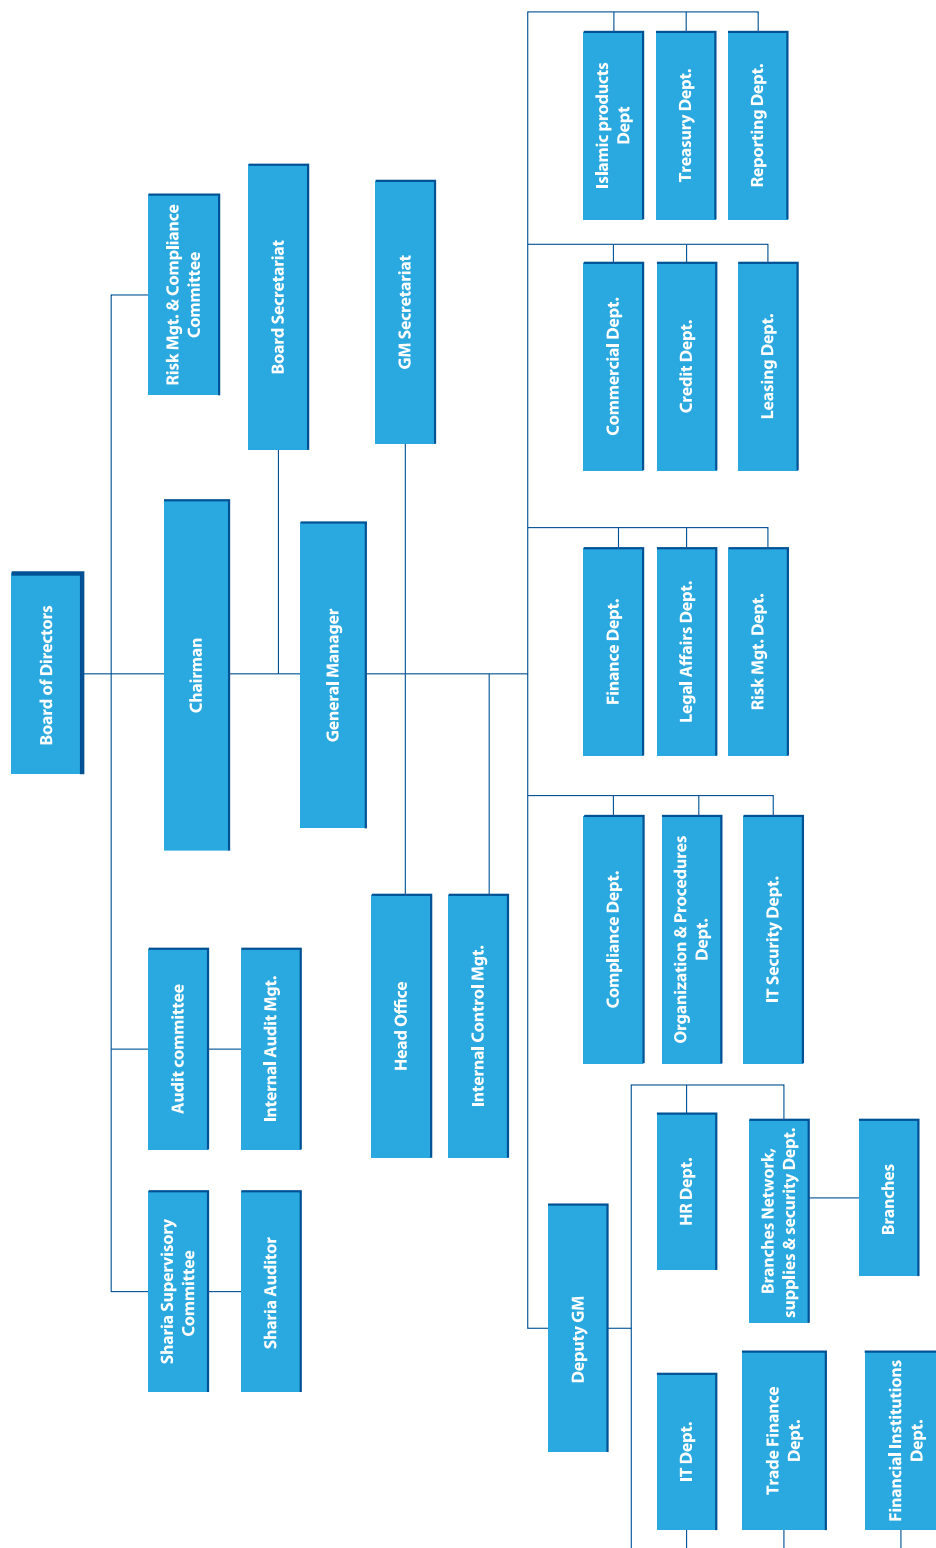 Board of Directors
Sharia Supervisory
Committee
Audit committee
Chairman
Risk Mgt. & Compliance
Committee
Sharia Auditor
Internal Audit Mgt.
Board Secretariat
General Manager
Head Office
GM Secretariat
Internal Control Mgt.
Deputy GM
Compliance Dept.
Finance Dept.
Commercial Dept.
Islamic products
Dept
IT Dept.
HR Dept.
Organization & Procedures
Dept.
Legal Affairs Dept.
Credit Dept.
Treasury Dept.
Trade Finance
Dept.
Branches Network,
supplies & security Dept.
IT Security Dept.
Risk Mgt. Dept.
Leasing Dept.
Reporting Dept.
Financial Institutions
Dept.
Branches